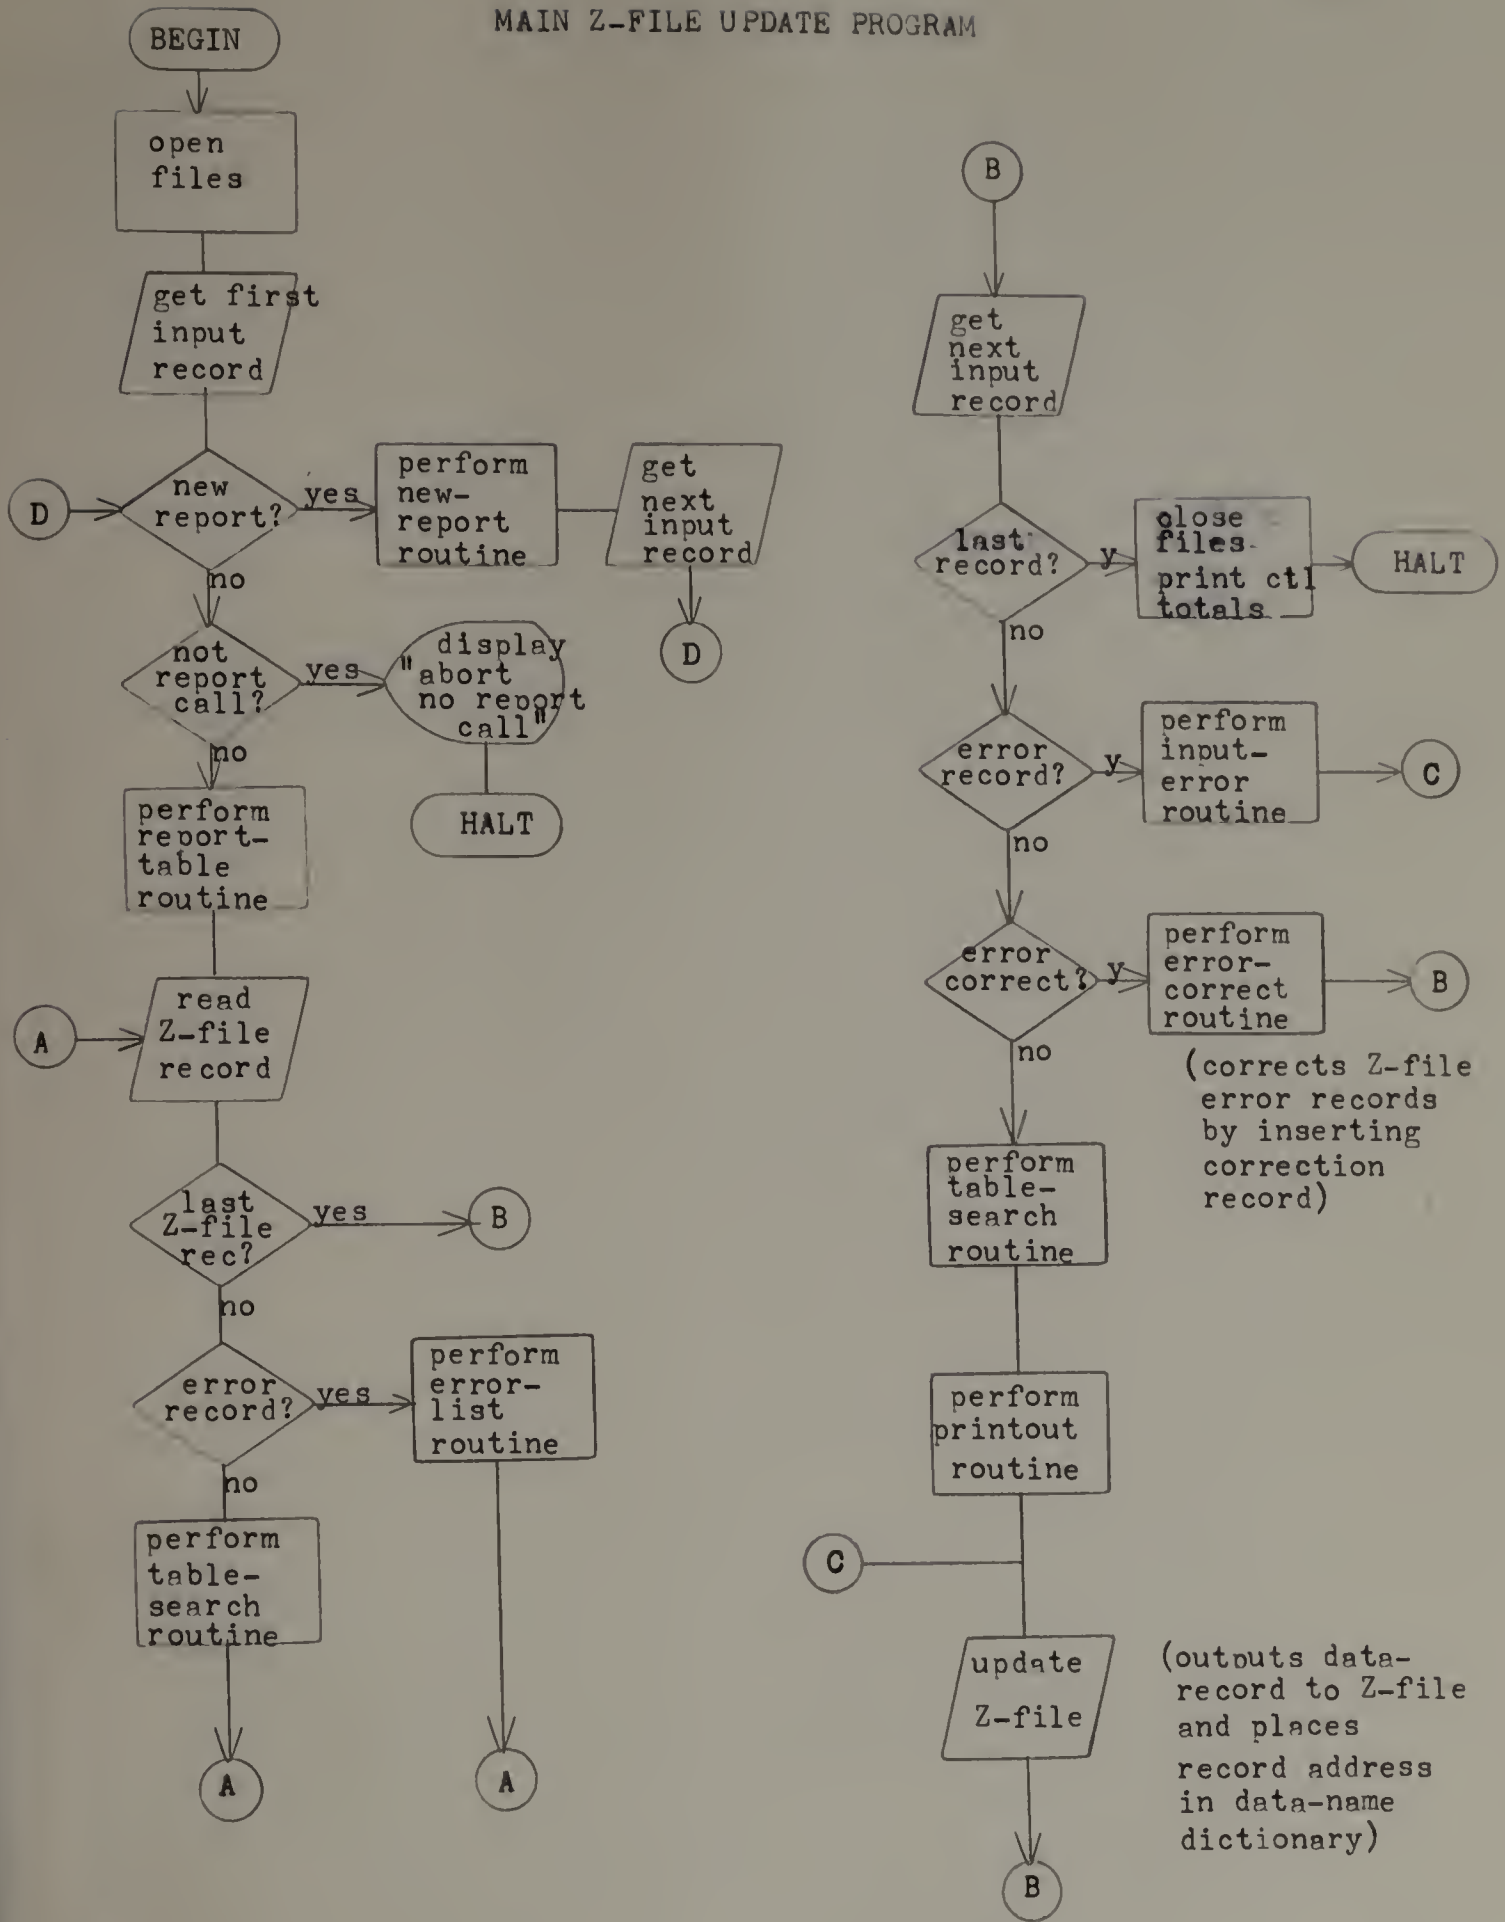 MAIN Z-FILE UPDATE PROGRAM
BEGIN
open
files
get first
input
record
D
new
report?
yes
perform
new-
report
routine
get
next
input
record
D
no
not
report
call?
yes
display
"abort
no report
call"
HALT
no
perform
report-
table
routine
A
read
Z-file
record
last
Z-file
rec?
yes
B
no
error
record?
yes
perform
error-
list
routine
A
no
perform
table-
search
routine
A
B
get
next
input
record
last
record?
y
close
files
print ctl
totals
HALT
no
error
record?
y
perform
input-
error
routine
C
no
error
correct?
y
perform
error-
correct
routine
B
(corrects Z-file
error records
by inserting
correction
record)
no
perform
table-
search
routine
perform
printout
routine
C
update
Z-file
(outputs data-
record to Z-file
and places
record address
in data-name
dictionary)
B